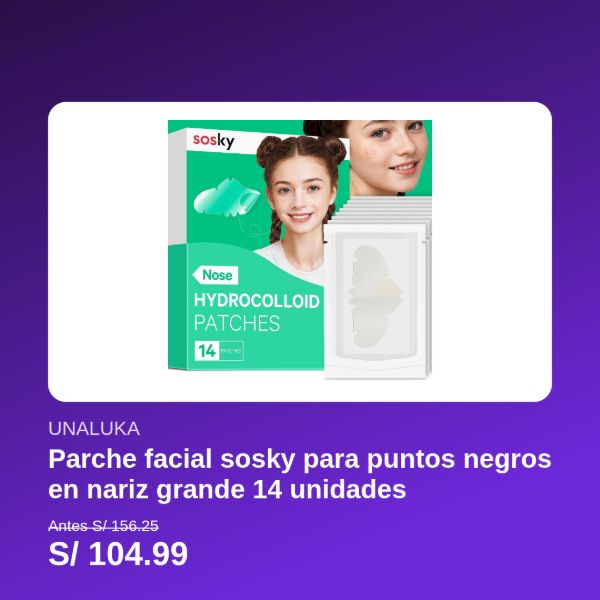 sosky
Nose
HYDROCOLLOID
PATCHES
14 PATCHES
UNALUKA
Parche facial sosky para puntos negros
en nariz grande 14 unidades
Antes S/ 156.25
S/ 104.99